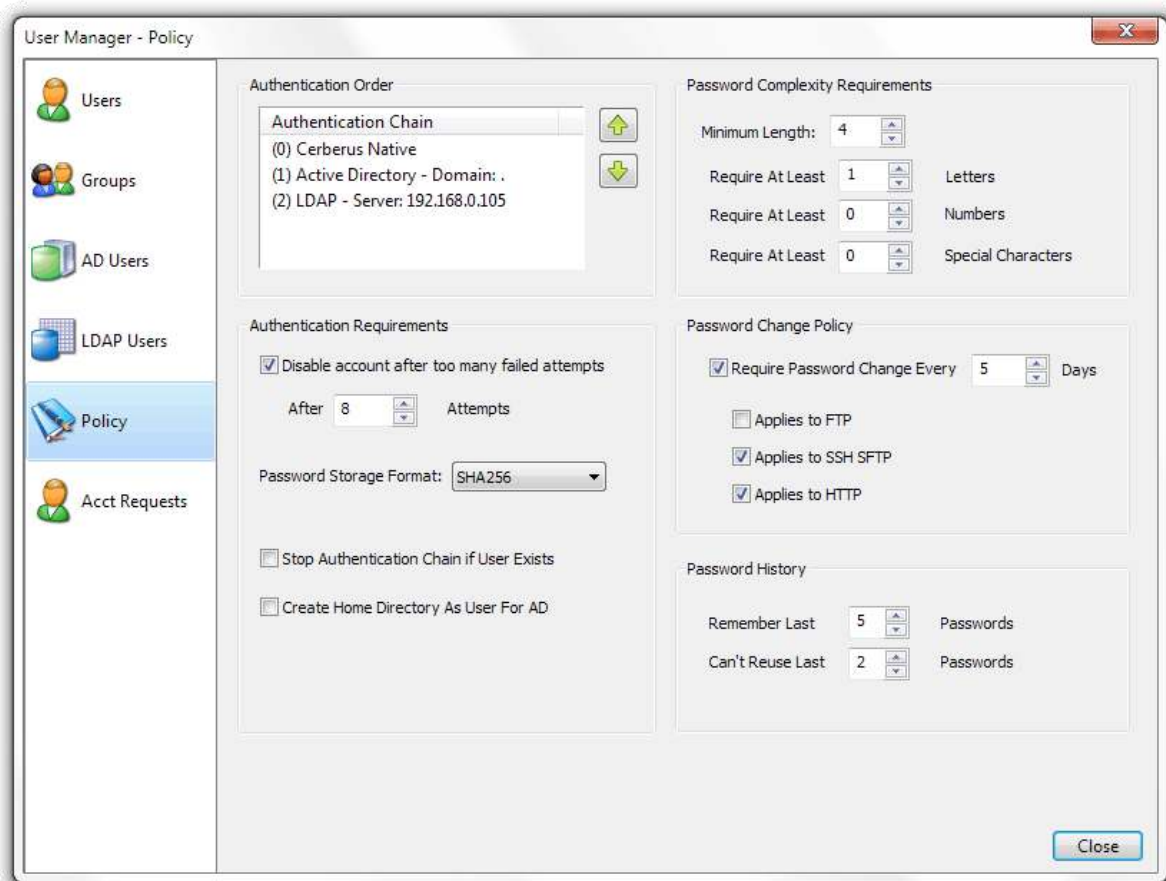 User Manager - Policy
Users
Groups
AD Users
LDAP Users
Policy
Acct Requests
Authentication Order
Authentication Chain
(0) Cerberus Native
(1) Active Directory - Domain: .
(2) LDAP - Server: 192.168.0.105
Authentication Requirements
Disable account after too many failed attempts
After 8 Attempts
Password Storage Format: SHA256
Stop Authentication Chain if User Exists
Create Home Directory As User For AD
Password Complexity Requirements
Minimum Length: 4
Require At Least 1 Letters
Require At Least 0 Numbers
Require At Least 0 Special Characters
Password Change Policy
Require Password Change Every 5 Days
Applies to FTP
Applies to SSH SFTP
Applies to HTTP
Password History
Remember Last 5 Passwords
Can't Reuse Last 2 Passwords
Close